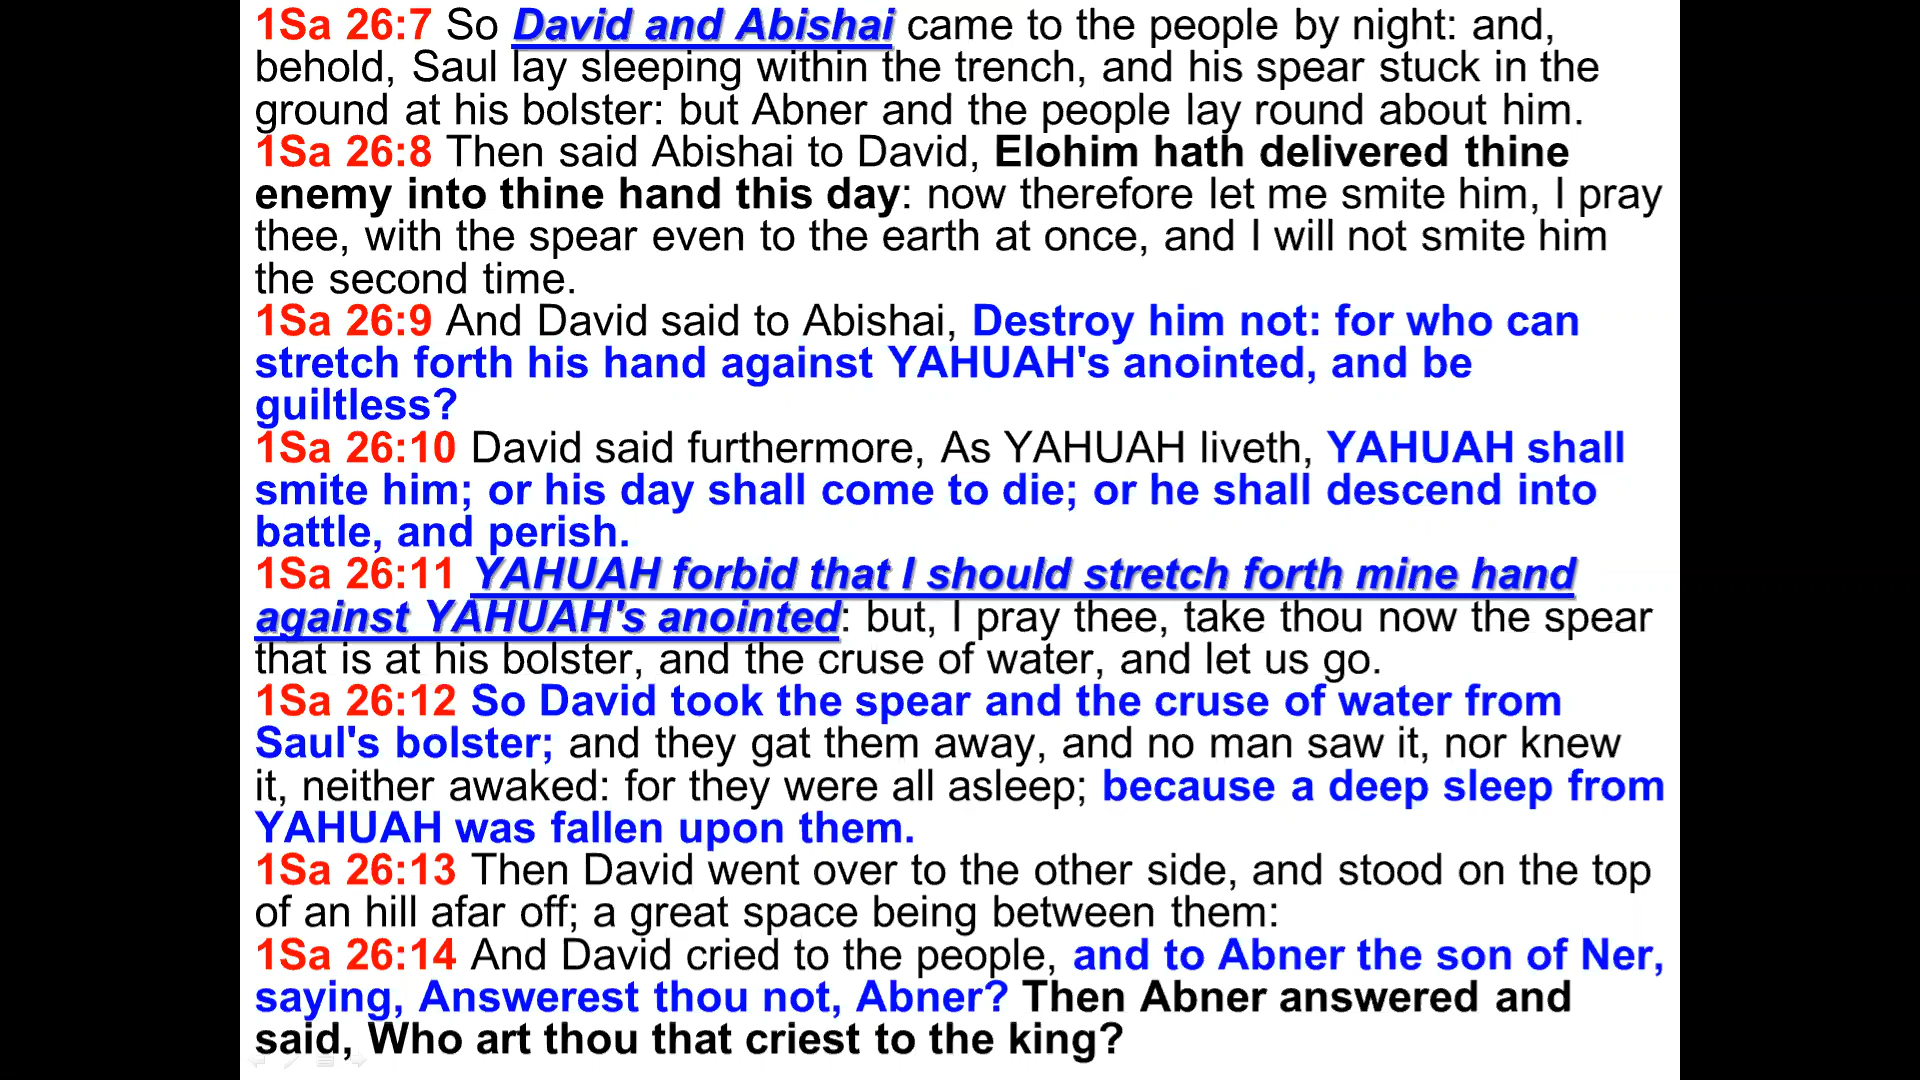 1Sa 26:7 So David and Abishai came to the people by night: and,
behold, Saul lay sleeping within the trench, and his spear stuck in the
ground at his bolster: but Abner and the people lay round about him.
1Sa 26:8 Then said Abishai to David, Elohim hath delivered thine
enemy into thine hand this day: now therefore let me smite him, I pray
thee, with the spear even to the earth at once, and I will not smite him
the second time.
1Sa 26:9 And David said to Abishai, Destroy him not: for who can
stretch forth his hand against YAHUAH's anointed, and be
guiltless?
1Sa 26:10 David said furthermore, As YAHUAH liveth, YAHUAH shall
smite him; or his day shall come to die; or he shall descend into
battle, and perish.
1Sa 26:11 YAHUAH forbid that I should stretch forth mine hand
against YAHUAH's anointed: but, I pray thee, take thou now the spear
that is at his bolster, and the cruse of water, and let us go.
1Sa 26:12 So David took the spear and the cruse of water from
Saul's bolster; and they gat them away, and no man saw it, nor knew
it, neither awaked: for they were all asleep; because a deep sleep from
YAHUAH was fallen upon them.
1Sa 26:13 Then David went over to the other side, and stood on the top
of an hill afar off; a great space being between them:
1Sa 26:14 And David cried to the people, and to Abner the son of Ner,
saying, Answerest thou not, Abner? Then Abner answered and
said, Who art thou that criest to the king?